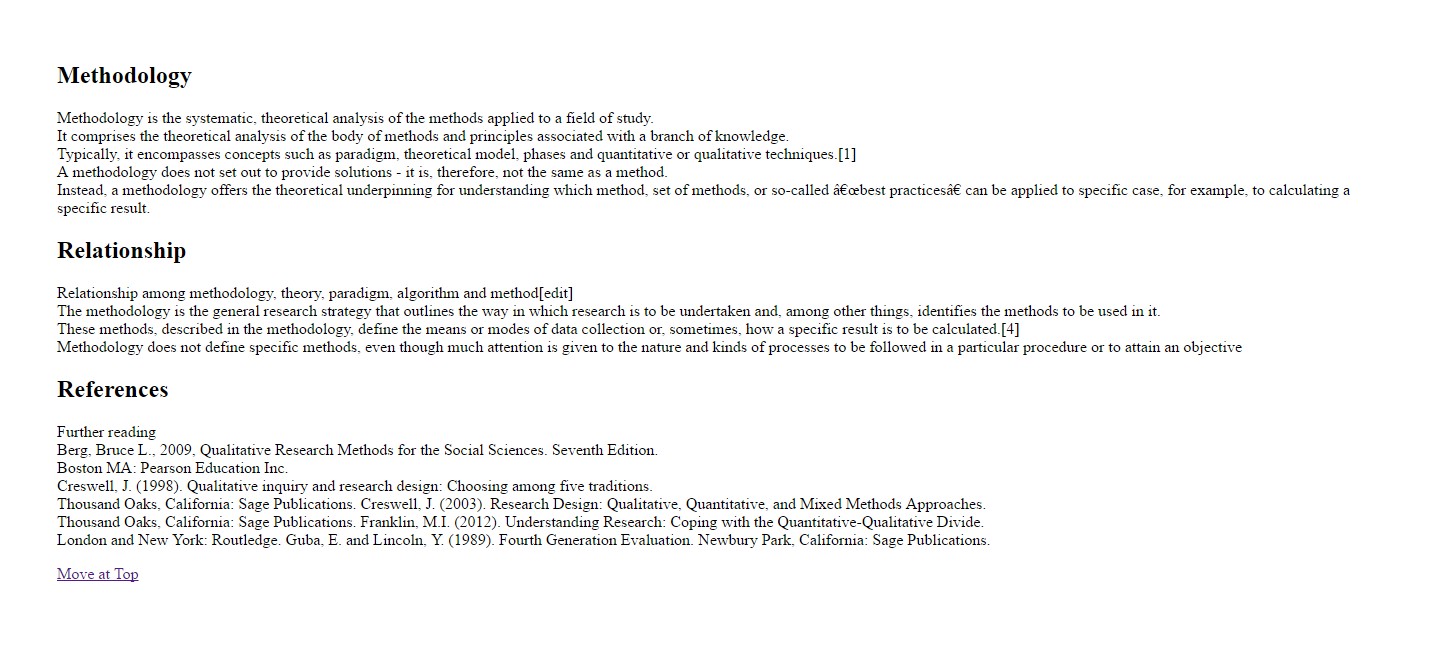 Methodology
Methodology is the systematic, theoretical analysis of the methods applied to a field of study.
It comprises the theoretical analysis of the body of methods and principles associated with a branch of knowledge.
Typically, it encompasses concepts such as paradigm, theoretical model, phases and quantitative or qualitative techniques.[1]
A methodology does not set out to provide solutions - it is, therefore, not the same as a method.
Instead, a methodology offers the theoretical underpinning for understanding which method, set of methods, or so-called â€œbest practicesâ€ can be applied to specific case, for example, to calculating a
specific result.
Relationship
Relationship among methodology, theory, paradigm, algorithm and method[edit]
The methodology is the general research strategy that outlines the way in which research is to be undertaken and, among other things, identifies the methods to be used in it.
These methods, described in the methodology, define the means or modes of data collection or, sometimes, how a specific result is to be calculated.[4]
Methodology does not define specific methods, even though much attention is given to the nature and kinds of processes to be followed in a particular procedure or to attain an objective
References
Further reading
Berg, Bruce L., 2009, Qualitative Research Methods for the Social Sciences. Seventh Edition.
Boston MA: Pearson Education Inc.
Creswell, J. (1998). Qualitative inquiry and research design: Choosing among five traditions.
Thousand Oaks, California: Sage Publications. Creswell, J. (2003). Research Design: Qualitative, Quantitative, and Mixed Methods Approaches.
Thousand Oaks, California: Sage Publications. Franklin, M.I. (2012). Understanding Research: Coping with the Quantitative-Qualitative Divide.
London and New York: Routledge. Guba, E. and Lincoln, Y. (1989). Fourth Generation Evaluation. Newbury Park, California: Sage Publications.
Move at Top